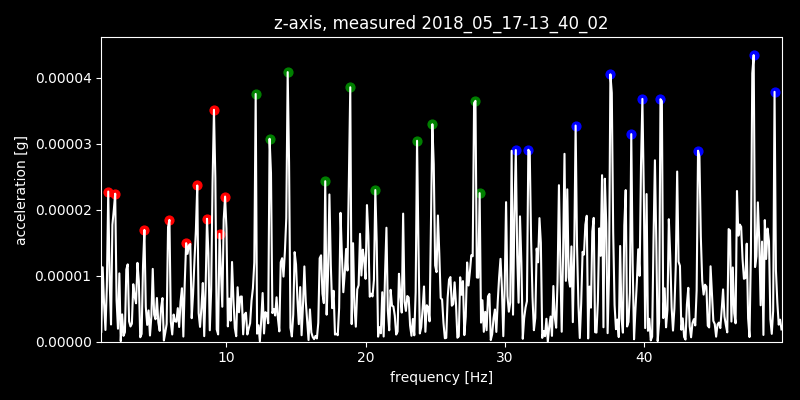 z-axis, measured 2018_05_17-13_40_02
0.00004
0.00003
0.00002
0.00001
0.00000
acceleration [g]
10 20 30 40
frequency [Hz]